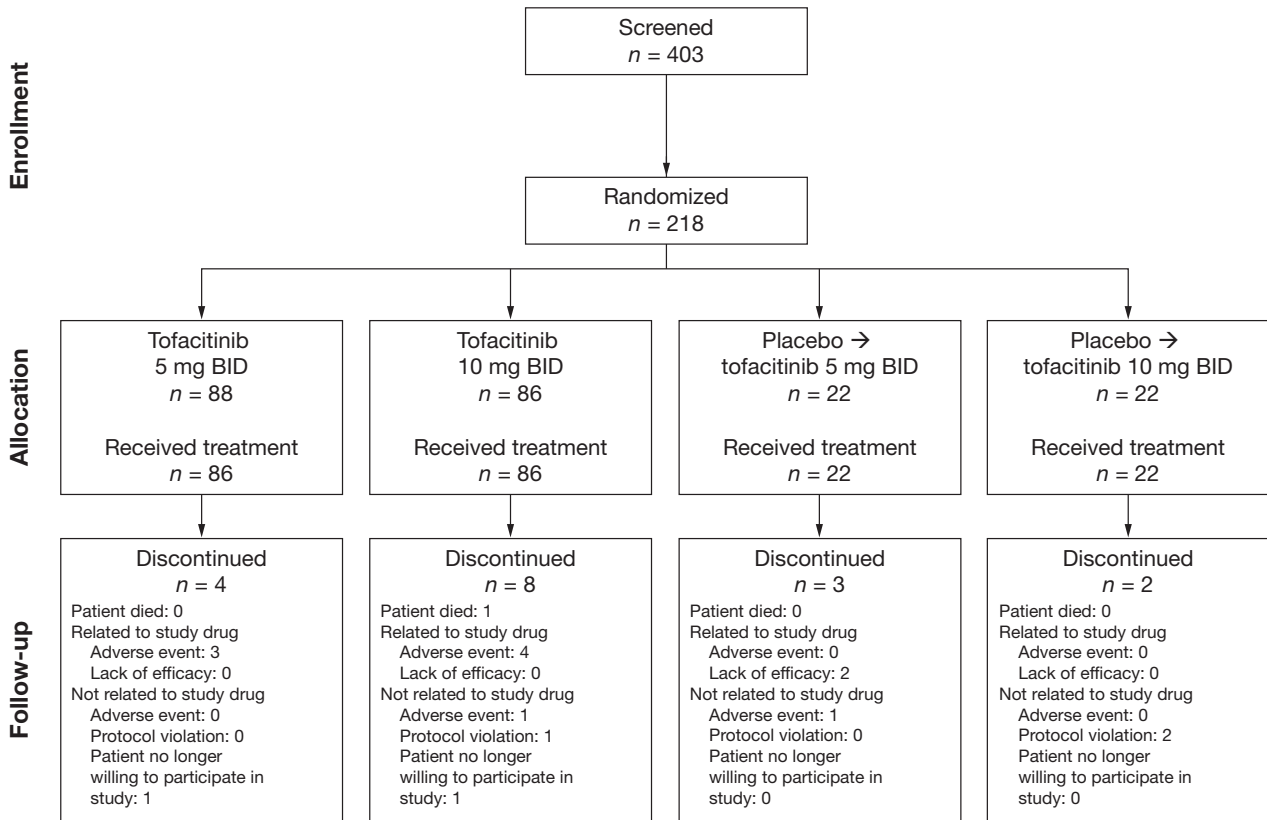 Enrollment
Screened
n = 403
Randomized
n = 218
Allocation
Tofacitinib
5 mg BID
n = 88
Received treatment
n = 86
Tofacitinib
10 mg BID
n = 86
Received treatment
n = 86
Placebo →
tofacitinib 5 mg BID
n = 22
Received treatment
n = 22
Placebo →
tofacitinib 10 mg BID
n = 22
Received treatment
n = 22
Follow-up
Discontinued
n = 4
Patient died: 0
Related to study drug
Adverse event: 3
Lack of efficacy: 0
Not related to study drug
Adverse event: 0
Protocol violation: 0
Patient no longer
willing to participate in
study: 1
Discontinued
n = 8
Patient died: 1
Related to study drug
Adverse event: 4
Lack of efficacy: 0
Not related to study drug
Adverse event: 1
Protocol violation: 1
Patient no longer
willing to participate in
study: 1
Discontinued
n = 3
Patient died: 0
Related to study drug
Adverse event: 0
Lack of efficacy: 2
Not related to study drug
Adverse event: 1
Protocol violation: 0
Patient no longer
willing to participate in
study: 0
Discontinued
n = 2
Patient died: 0
Related to study drug
Adverse event: 0
Lack of efficacy: 0
Not related to study drug
Adverse event: 0
Protocol violation: 2
Patient no longer
willing to participate in
study: 0